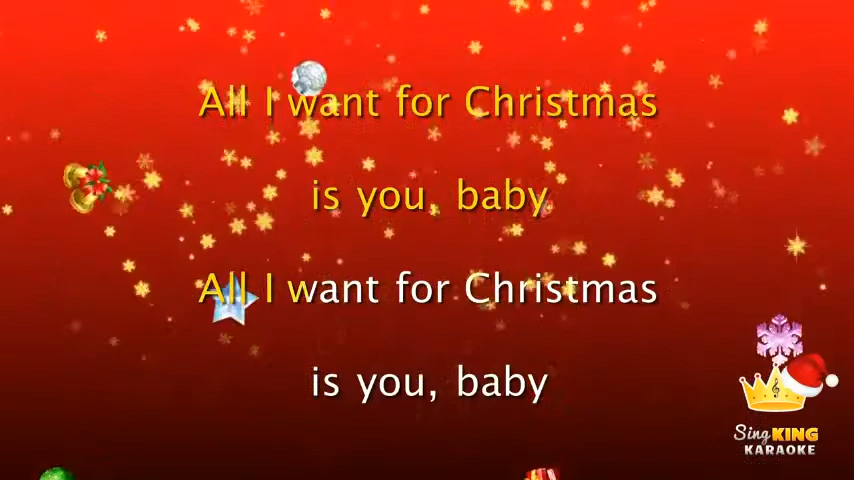 All I want for Christmas
is you, baby
All I want for Christmas
is you, baby
Sing KING
KARAOKE